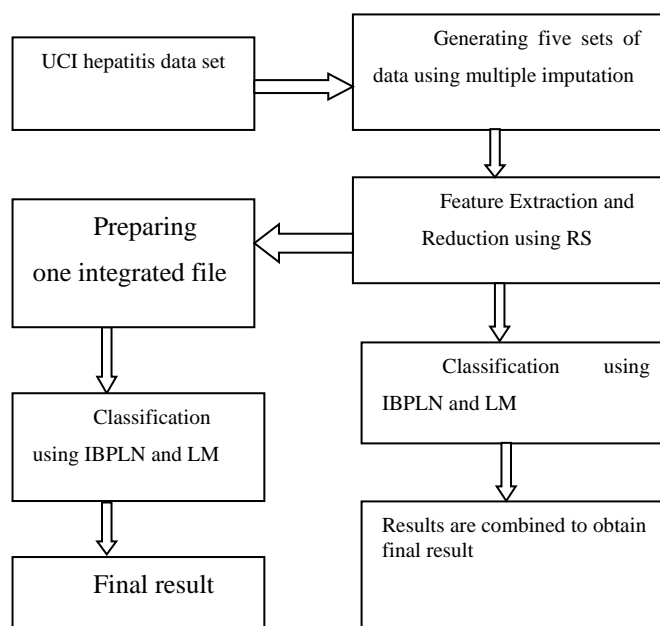 UCI hepatitis data set
Generating five sets of
data using multiple imputation
Feature Extraction and
Reduction using RS
Preparing
one integrated file
Classification using
IBPLN and LM
Classification
using IBPLN and LM
Results are combined to obtain
final result
Final result